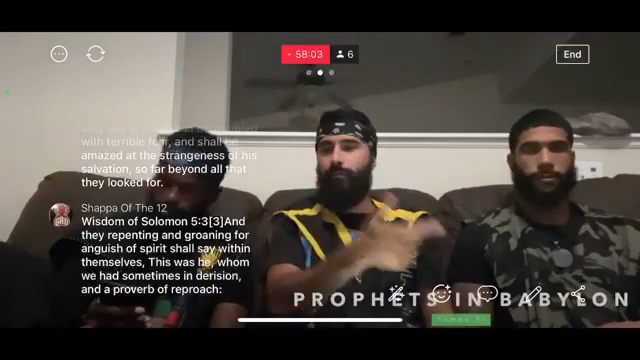 58:03
6
End
with terrible fear, and shall be
amazed at the strangeness of his
salvation, so far beyond all that
they looked for.
Shappa Of The 12
Wisdom of Solomon 5:3[3]And
they repenting and groaning for
anguish of spirit shall say within
themselves, This was he, whom
we had sometimes in derision,
and a proverb of reproach:
PROPHETS IN BABYLON